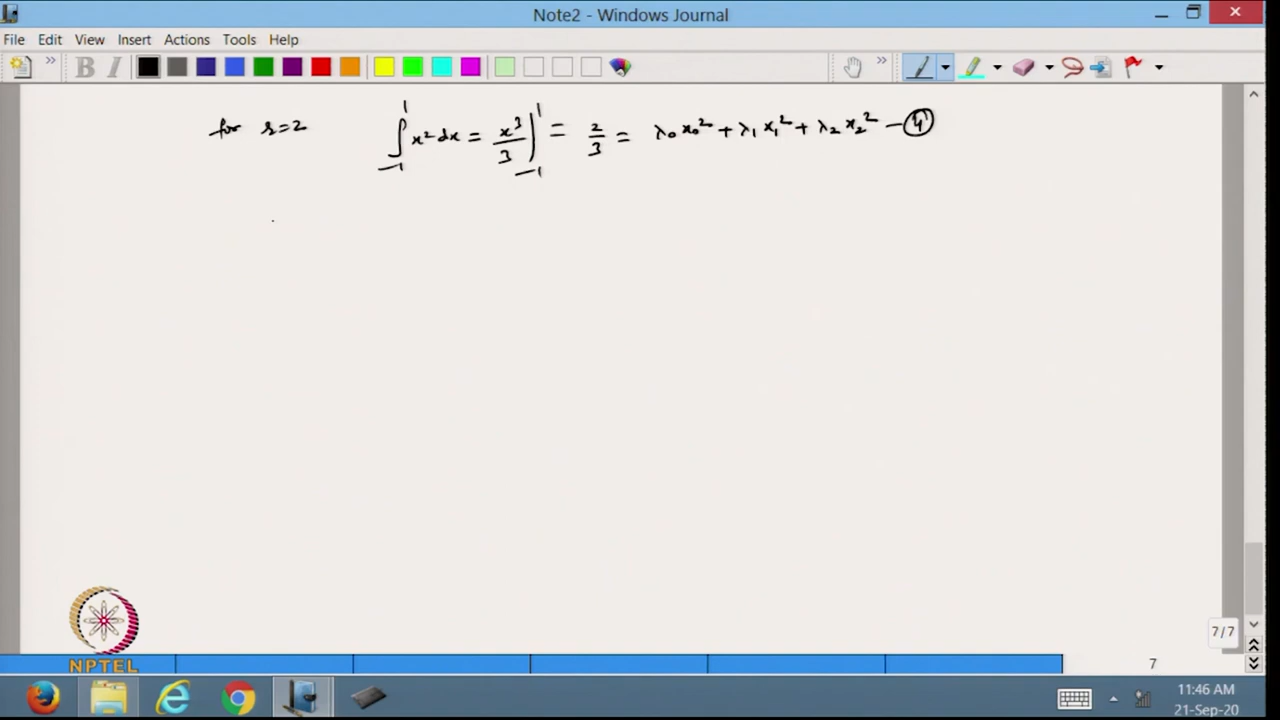 Note2 - Windows Journal
File Edit View Insert Actions Tools Help
for r=2 ∫_{-1}^{1} x² dx = x³/3 |_{-1}^{1} = 2/3 = λ₀x₀² + λ₁x₁² + λ₂x₂² — ④
7/7
NPTEL
7
11:46 AM
21-Sep-20